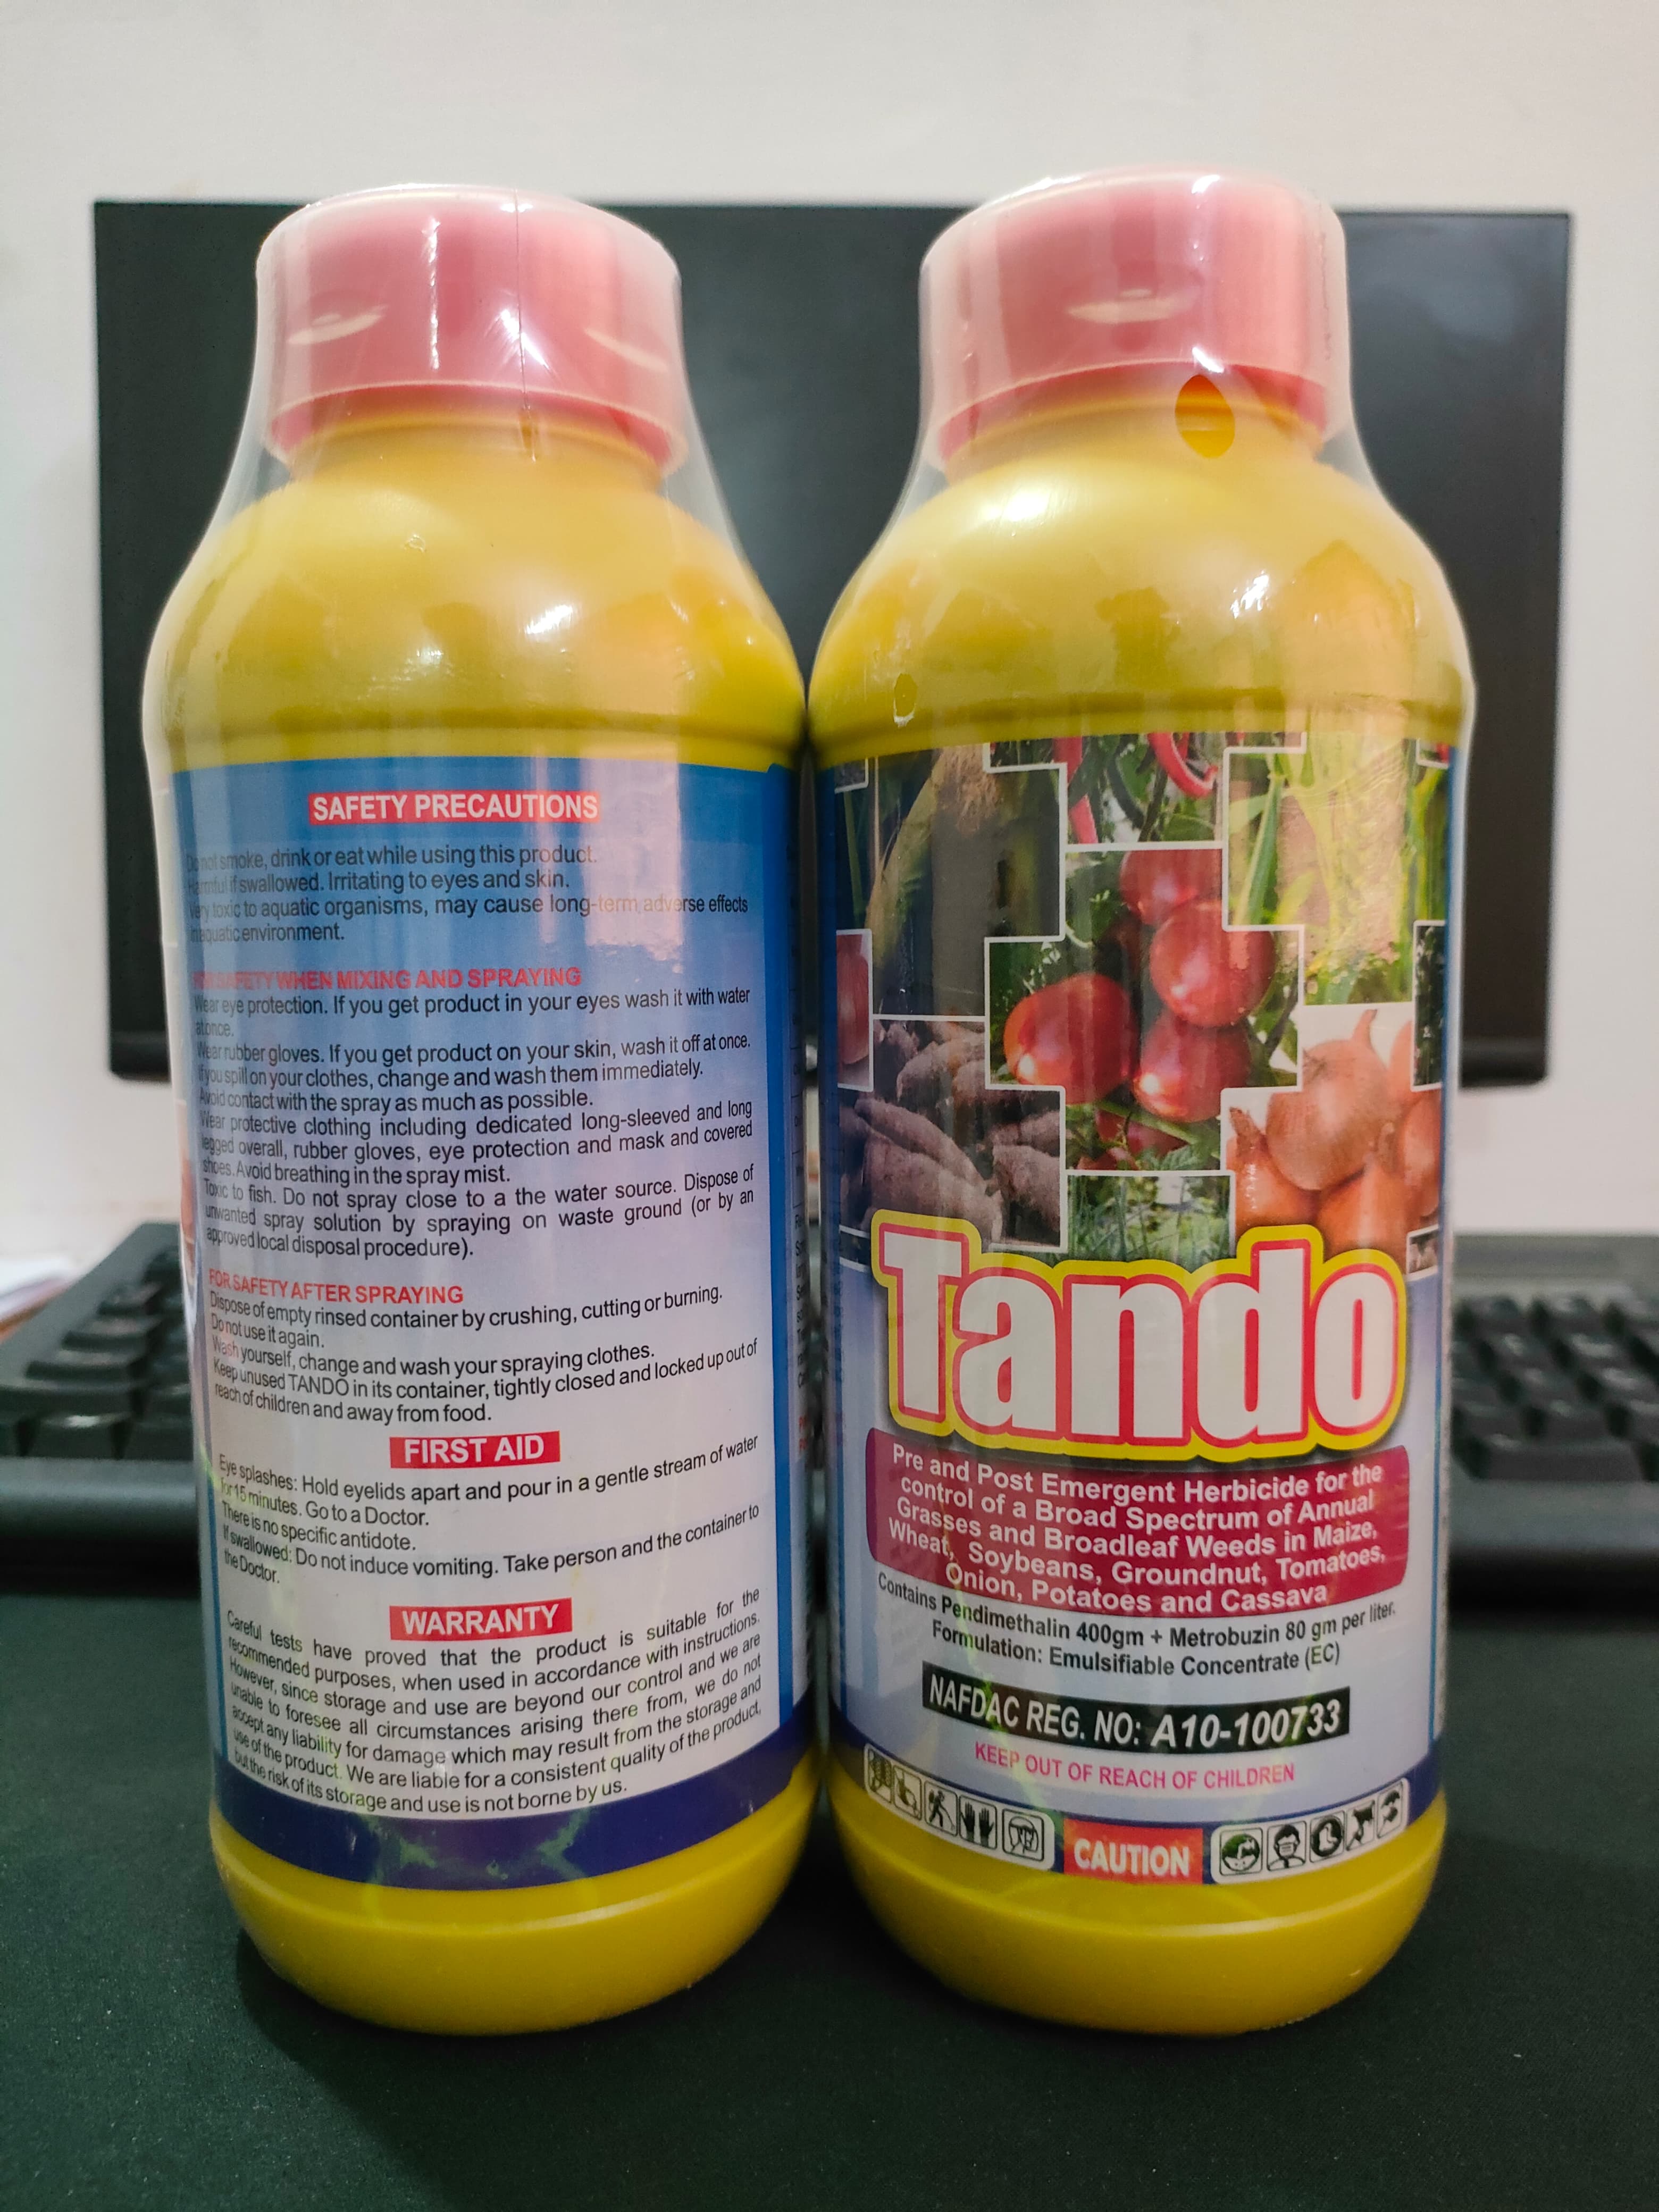 SAFETY PRECAUTIONS
Do not smoke, drink or eat while using this product.
Harmful if swallowed. Irritating to eyes and skin.
Very toxic to aquatic organisms, may cause long-term adverse effects
in aquatic environment.
FOR SAFETY WHEN MIXING AND SPRAYING
Wear eye protection. If you get product in your eyes wash it with water
at once.
Wear rubber gloves. If you get product on your skin, wash it off at once.
If you spill on your clothes, change and wash them immediately.
Avoid contact with the spray as much as possible.
Wear protective clothing including dedicated long-sleeved and long
legged overall, rubber gloves, eye protection and mask and covered
shoes. Avoid breathing in the spray mist.
Toxic to fish. Do not spray close to a the water source. Dispose of
unwanted spray solution by spraying on waste ground (or by an
approved local disposal procedure).
FOR SAFETY AFTER SPRAYING
Dispose of empty rinsed container by crushing, cutting or burning.
Do not use it again.
Wash yourself, change and wash your spraying clothes.
Keep unused TANDO in its container, tightly closed and locked up out of
reach of children and away from food.
FIRST AID
Eye splashes: Hold eyelids apart and pour in a gentle stream of water
for 15 minutes. Go to a Doctor.
There is no specific antidote.
If swallowed: Do not induce vomiting. Take person and the container to
the Doctor.
WARRANTY
Careful tests have proved that the product is suitable for the
recommended purposes, when used in accordance with instructions.
However, since storage and use are beyond our control and we are
unable to foresee all circumstances arising there from, we do not
accept any liability for damage which may result from the storage and
use of the product. We are liable for a consistent quality of the product,
but the risk of its storage and use is not borne by us.
Tando
Pre and Post Emergent Herbicide for the
control of a Broad Spectrum of Annual
Grasses and Broadleaf Weeds in Maize,
Wheat, Soybeans, Groundnut, Tomatoes,
Onion, Potatoes and Cassava
Contains Pendimethalin 400gm + Metrobuzin 80 gm per liter.
Formulation: Emulsifiable Concentrate (EC)
NAFDAC REG. NO: A10-100733
KEEP OUT OF REACH OF CHILDREN
CAUTION